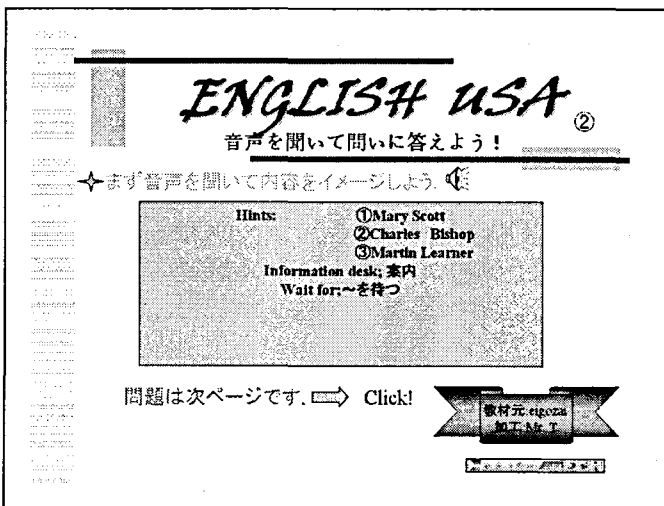 ENGLISH USA ②
音声を聞いて問いに答えよう!
まず音声を聞いて内容をイメージしよう.
Hints: ①Mary Scott
②Charles Bishop
③Martin Learner
Information desk; 案内
Wait for;~を待つ
問題は次ページです. Click!
教材元:eigoza
加工:Mr. T